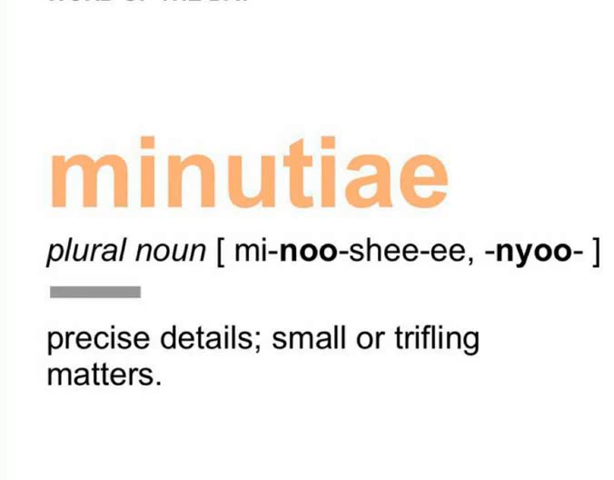 minutiae
plural noun [ mi-noo-shee-ee, -nyoo- ]
precise details; small or trifling
matters.